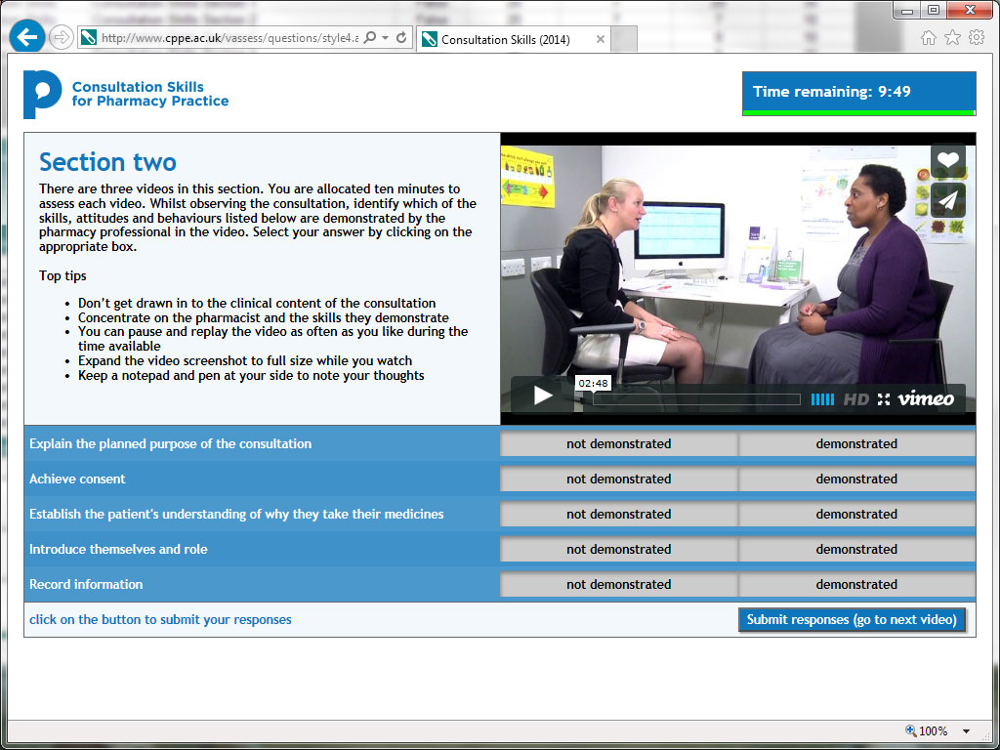 http://www.cppe.ac.uk/vassess/questions/style4.a
Consultation Skills (2014)
Consultation Skills
for Pharmacy Practice
Time remaining: 9:49
Section two
There are three videos in this section. You are allocated ten minutes to
assess each video. Whilst observing the consultation, identify which of the
skills, attitudes and behaviours listed below are demonstrated by the
pharmacy professional in the video. Select your answer by clicking on the
appropriate box.
Top tips
• Don't get drawn in to the clinical content of the consultation
• Concentrate on the pharmacist and the skills they demonstrate
• You can pause and replay the video as often as you like during the
time available
• Expand the video screenshot to full size while you watch
• Keep a notepad and pen at your side to note your thoughts
02:48
HD vimeo
Explain the planned purpose of the consultation not demonstrated demonstrated
Achieve consent not demonstrated demonstrated
Establish the patient's understanding of why they take their medicines not demonstrated demonstrated
Introduce themselves and role not demonstrated demonstrated
Record information not demonstrated demonstrated
click on the button to submit your responses Submit responses (go to next video)
100%